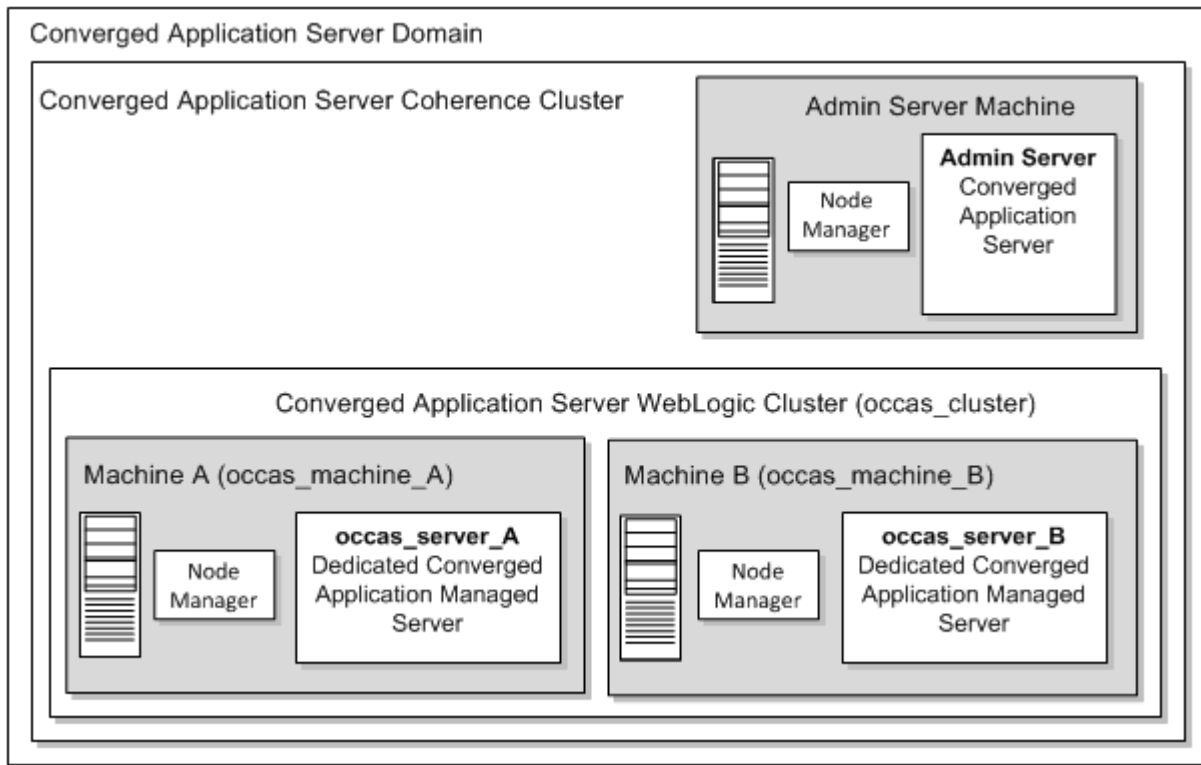 Converged Application Server Domain
Converged Application Server Coherence Cluster
Admin Server Machine
Node
Manager
Admin Server
Converged
Application
Server
Converged Application Server WebLogic Cluster (occas_cluster)
Machine A (occas_machine_A)
Node
Manager
occas_server_A
Dedicated Converged
Application Managed
Server
Machine B (occas_machine_B)
Node
Manager
occas_server_B
Dedicated Converged
Application Managed
Server